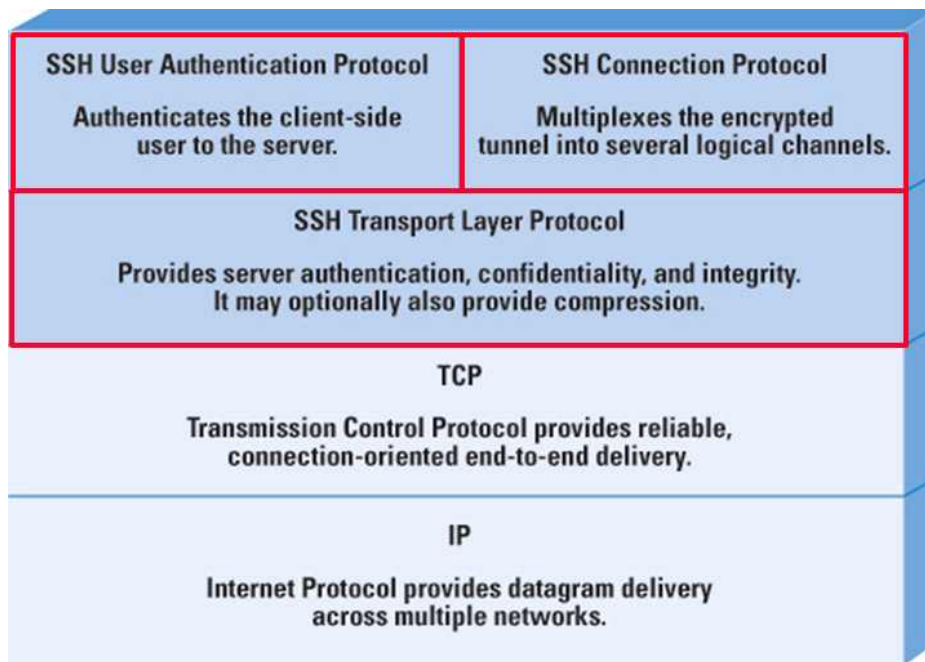 SSH User Authentication Protocol
Authenticates the client-side
user to the server.
SSH Connection Protocol
Multiplexes the encrypted
tunnel into several logical channels.
SSH Transport Layer Protocol
Provides server authentication, confidentiality, and integrity.
It may optionally also provide compression.
TCP
Transmission Control Protocol provides reliable,
connection-oriented end-to-end delivery.
IP
Internet Protocol provides datagram delivery
across multiple networks.